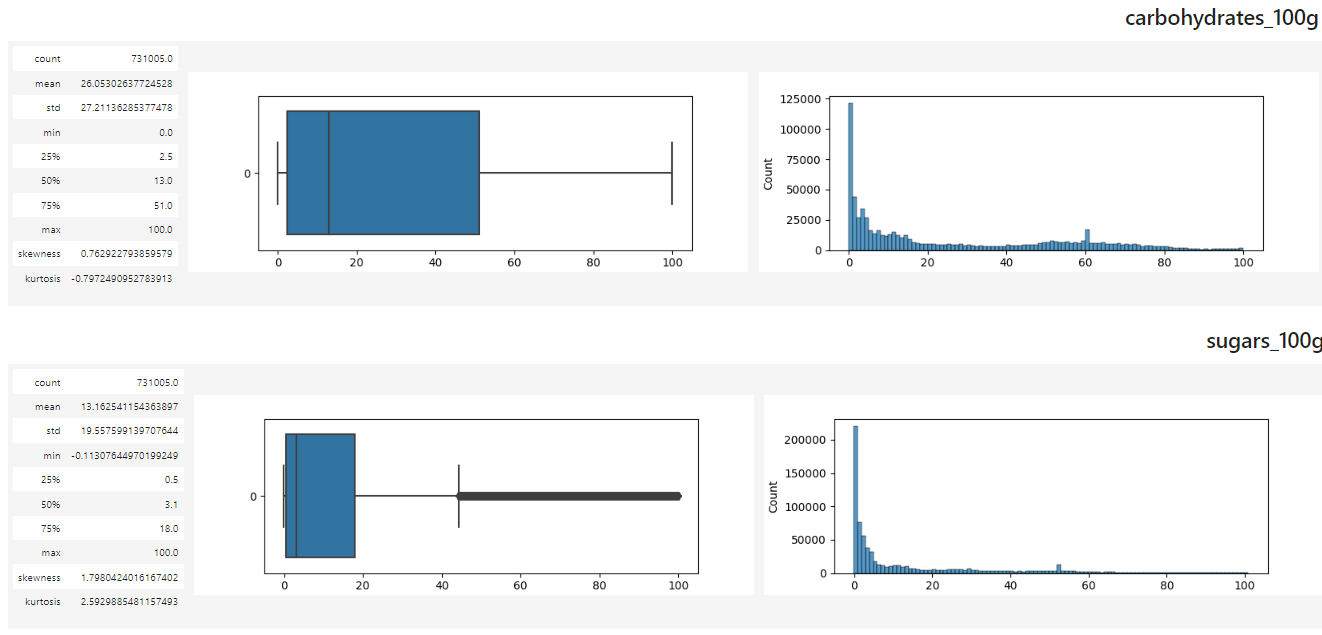 carbohydrates_100g
count 731005.0
mean 26.05302637724528
std 27.21136285377478
min 0.0
25% 2.5
50% 13.0
75% 51.0
max 100.0
skewness 0.762922793859579
kurtosis -0.7972490952783913
0
0 20 40 60 80 100
125000
100000
75000
50000
25000
0
Count
0 20 40 60 80 100
sugars_100g
count 731005.0
mean 13.162541154363897
std 19.557599139707644
min -0.11307644970199249
25% 0.5
50% 3.1
75% 18.0
max 100.0
skewness 1.7980424016167402
kurtosis 2.5929885481157493
0
0 20 40 60 80 100
200000
150000
100000
50000
0
Count
0 20 40 60 80 100